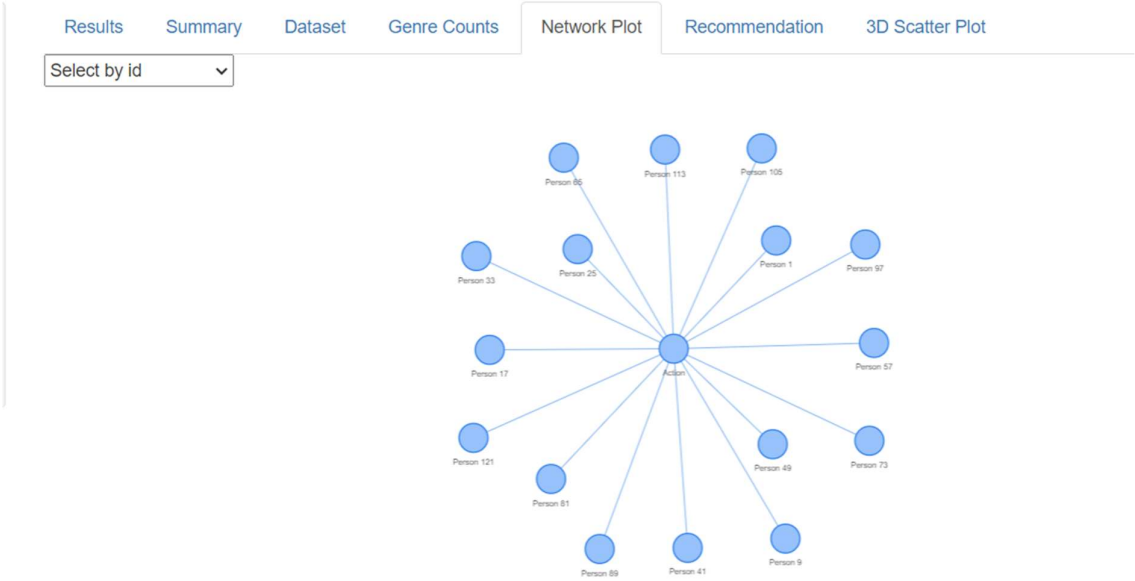 Results Summary Dataset Genre Counts Network Plot Recommendation 3D Scatter Plot
Select by id
Person 65
Person 113
Person 105
Person 33
Person 25
Person 1
Person 97
Person 17
Action
Person 57
Person 121
Person 81
Person 49
Person 73
Person 89
Person 41
Person 9